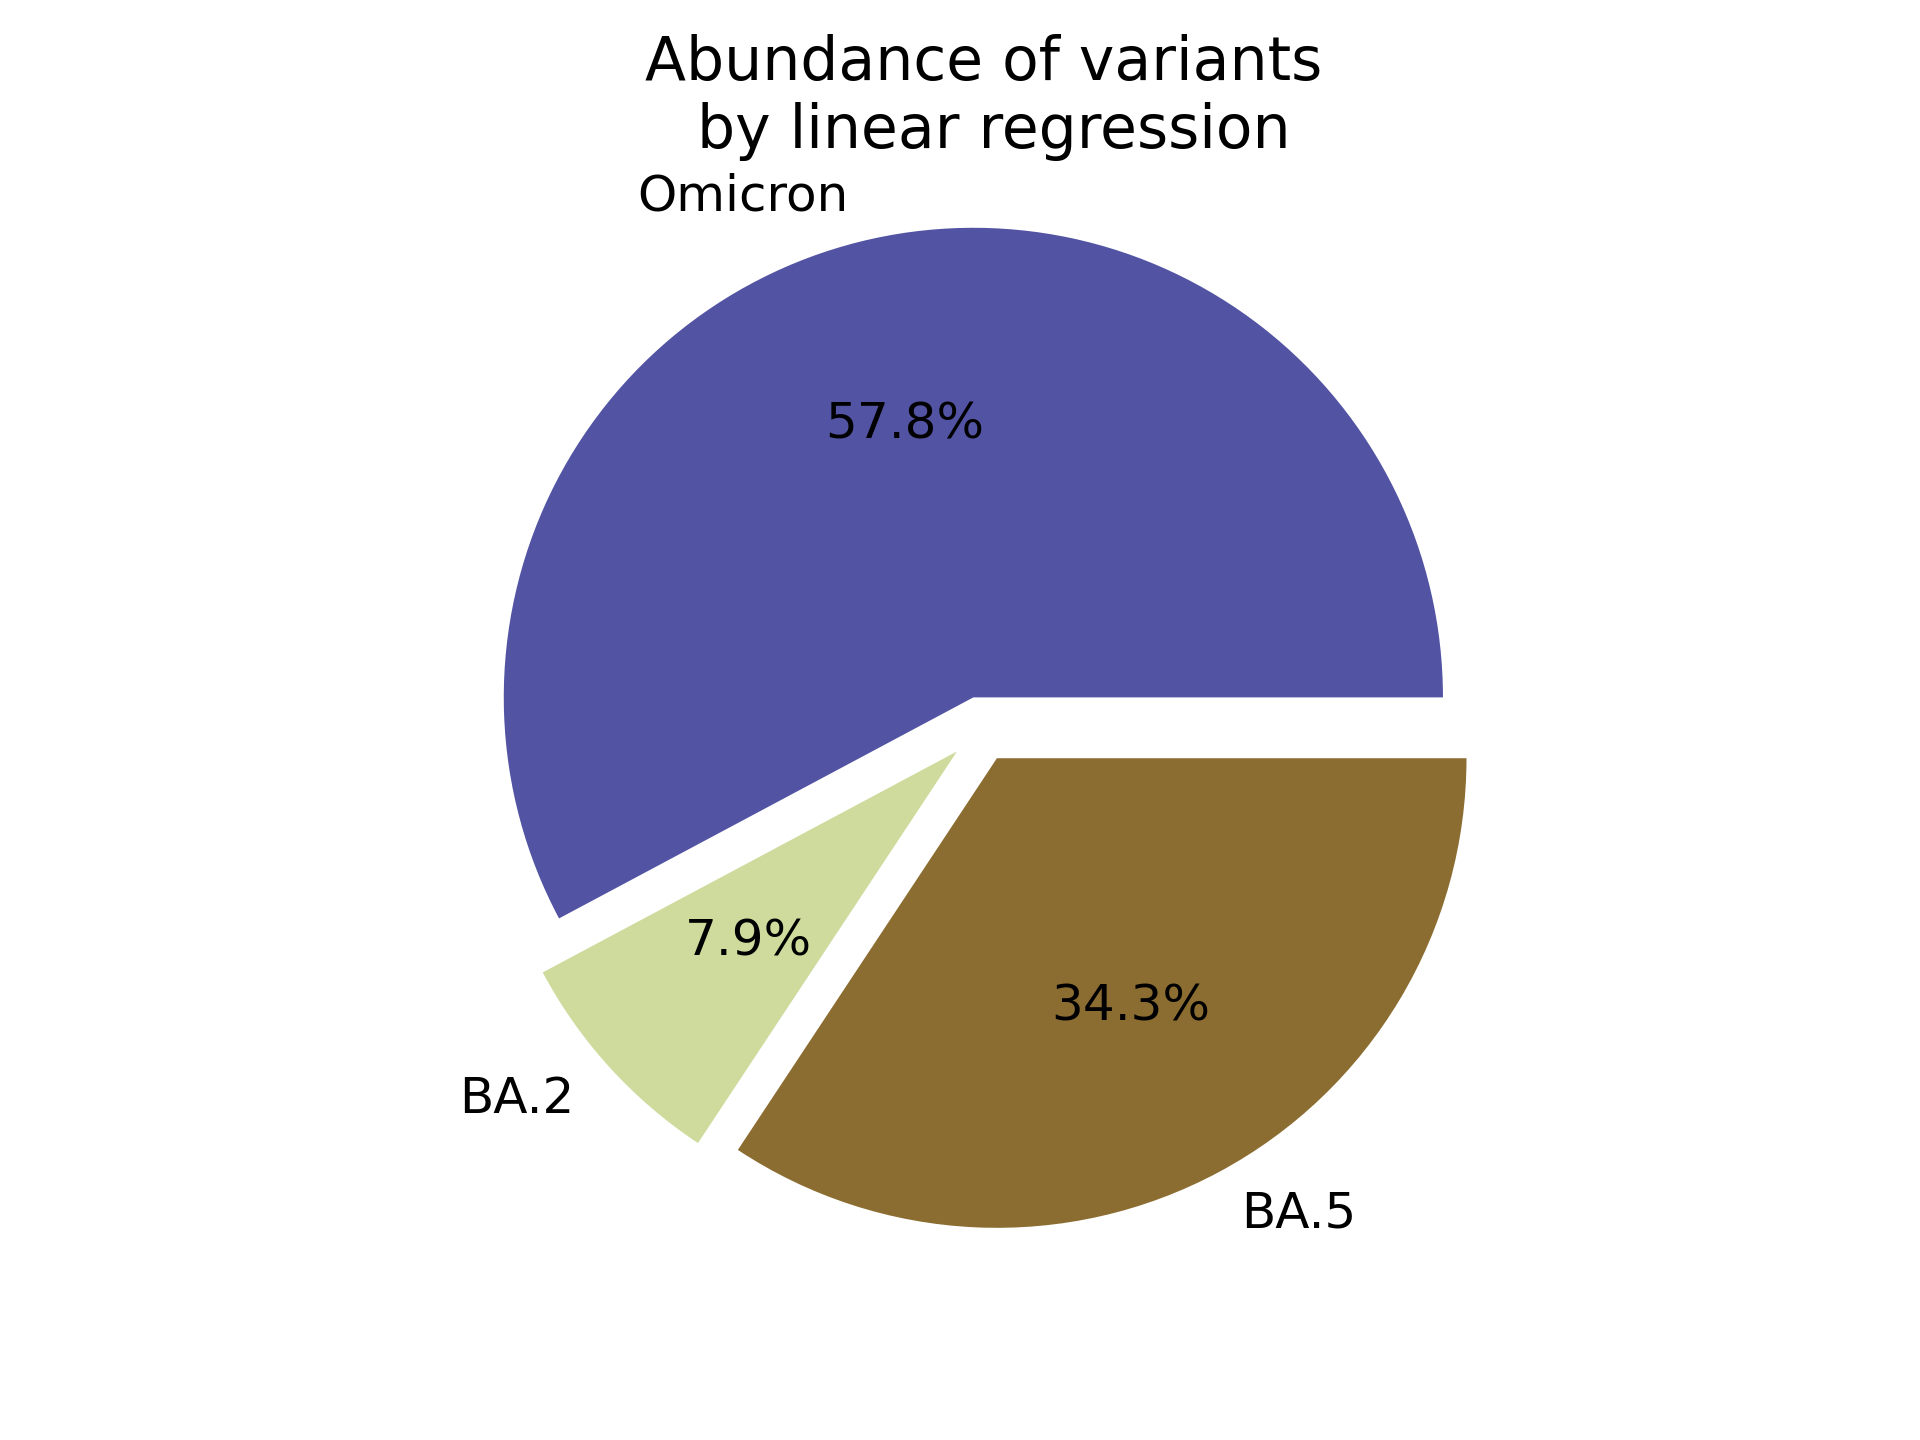 Abundance of variants
by linear regression
Omicron
57.8%
7.9%
34.3%
BA.2
BA.5